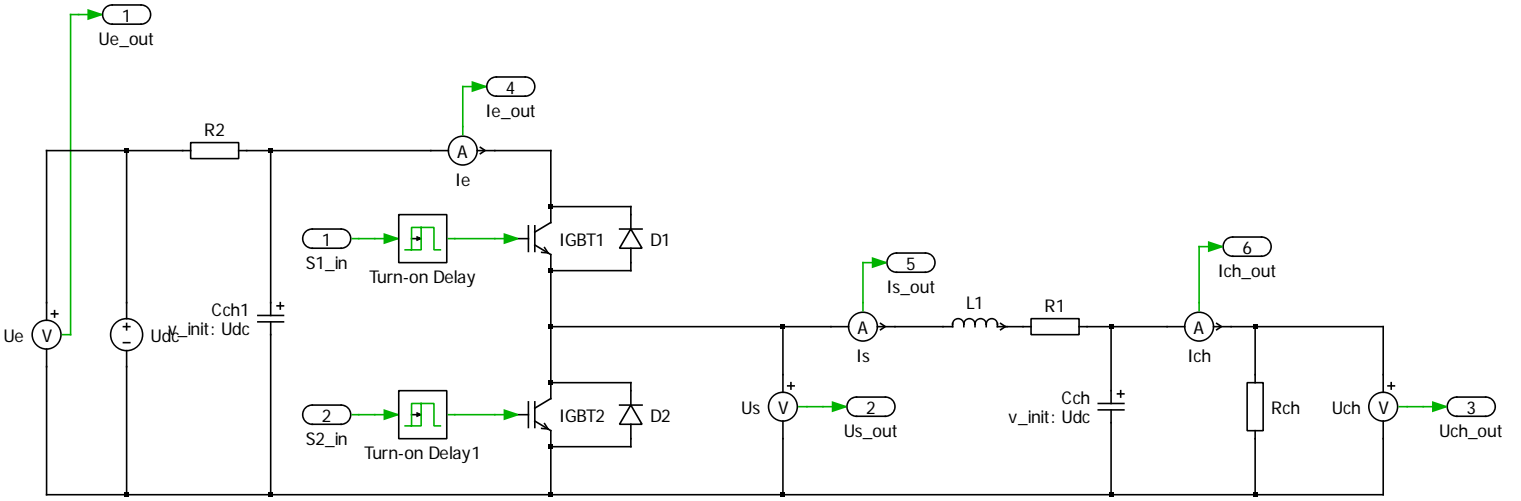 1
Ue_out
4
Ie_out
R2
A
Ie
1
S1_in
Turn-on Delay
IGBT1
D1
5
Is_out
6
Ich_out
Cch1
v_init: Udc
+
Ue
V
+
+
−
Udc
L1
R1
A
Is
A
Ich
2
S2_in
Turn-on Delay1
IGBT2
D2
Us
V
+
2
Us_out
Cch
v_init: Udc
+
Rch
Uch
V
+
3
Uch_out